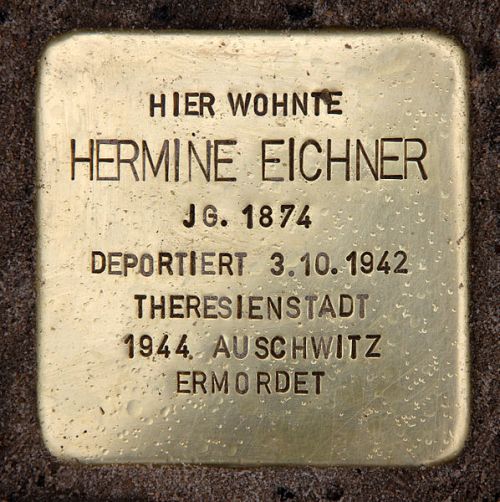 HIER WOHNTE
HERMINE EICHNER
JG. 1874
DEPORTIERT 3.10.1942
THERESIENSTADT
1944 AUSCHWITZ
ERMORDET